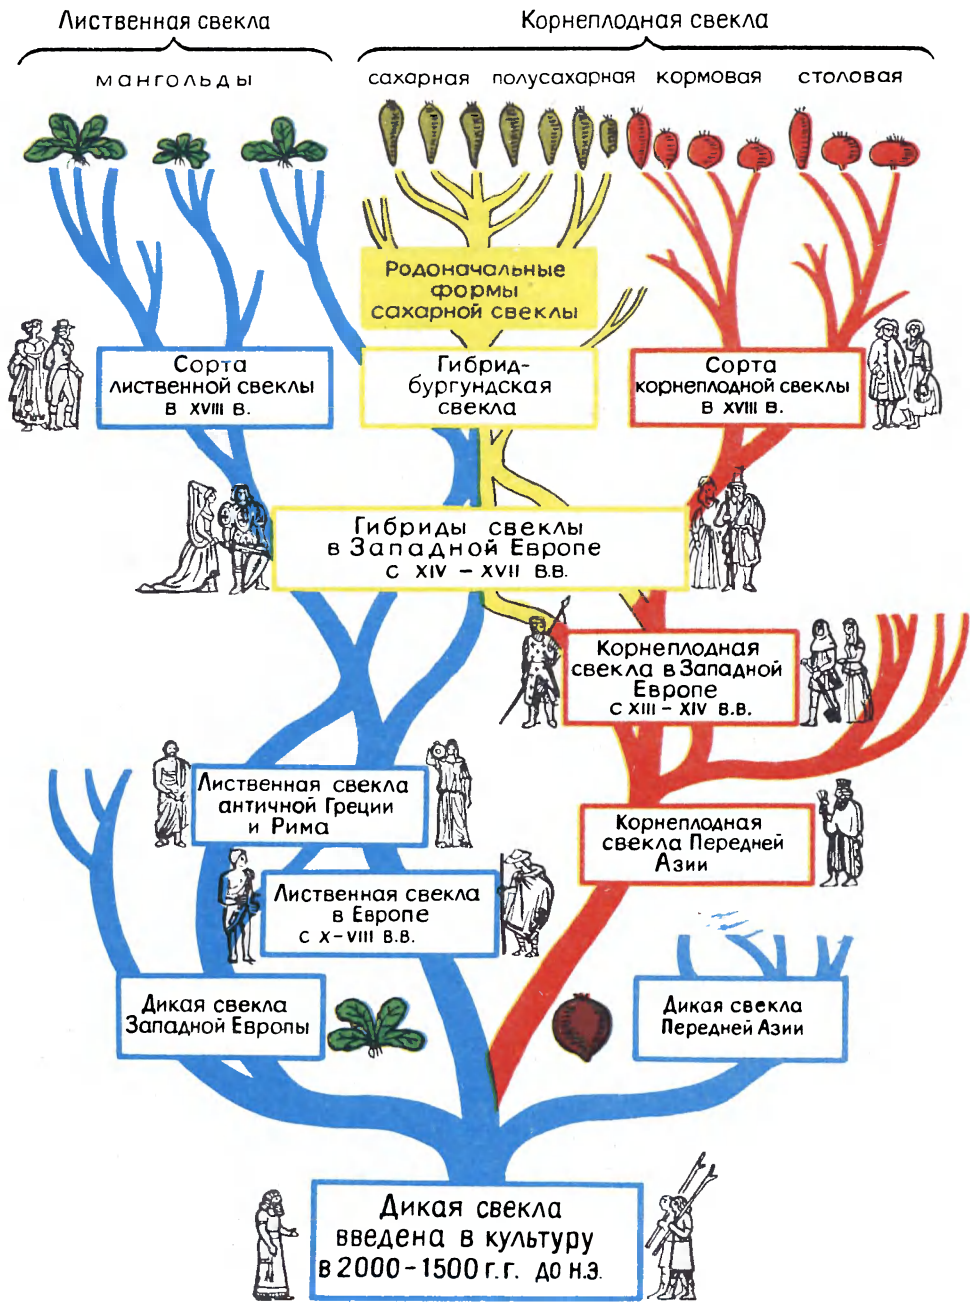 Лиственная свекла
Корнеплодная свекла
мангольды
сахарная
полусахарная
кормовая
столовая
Родоначальные
формы
сахарной свеклы
Сорта
лиственной свеклы
в XVIII в.
Гибрид-
бургундская
свекла
Сорта
корнеплодной свеклы
в XVIII в.
Гибриды свеклы
в Западной Европе
с XIV – XVII в.в.
Корнеплодная
свекла в Западной
Европе
с XIII – XIV в.в.
Лиственная свекла
античной Греции
и Рима
Корнеплодная
свекла Передней
Азии
Лиственная свекла
в Европе
с X–VIII в.в.
Дикая свекла
Западной Европы
Дикая свекла
Передней Азии
Дикая свекла
введена в культуру
в 2000–1500 г.г. до н.э.